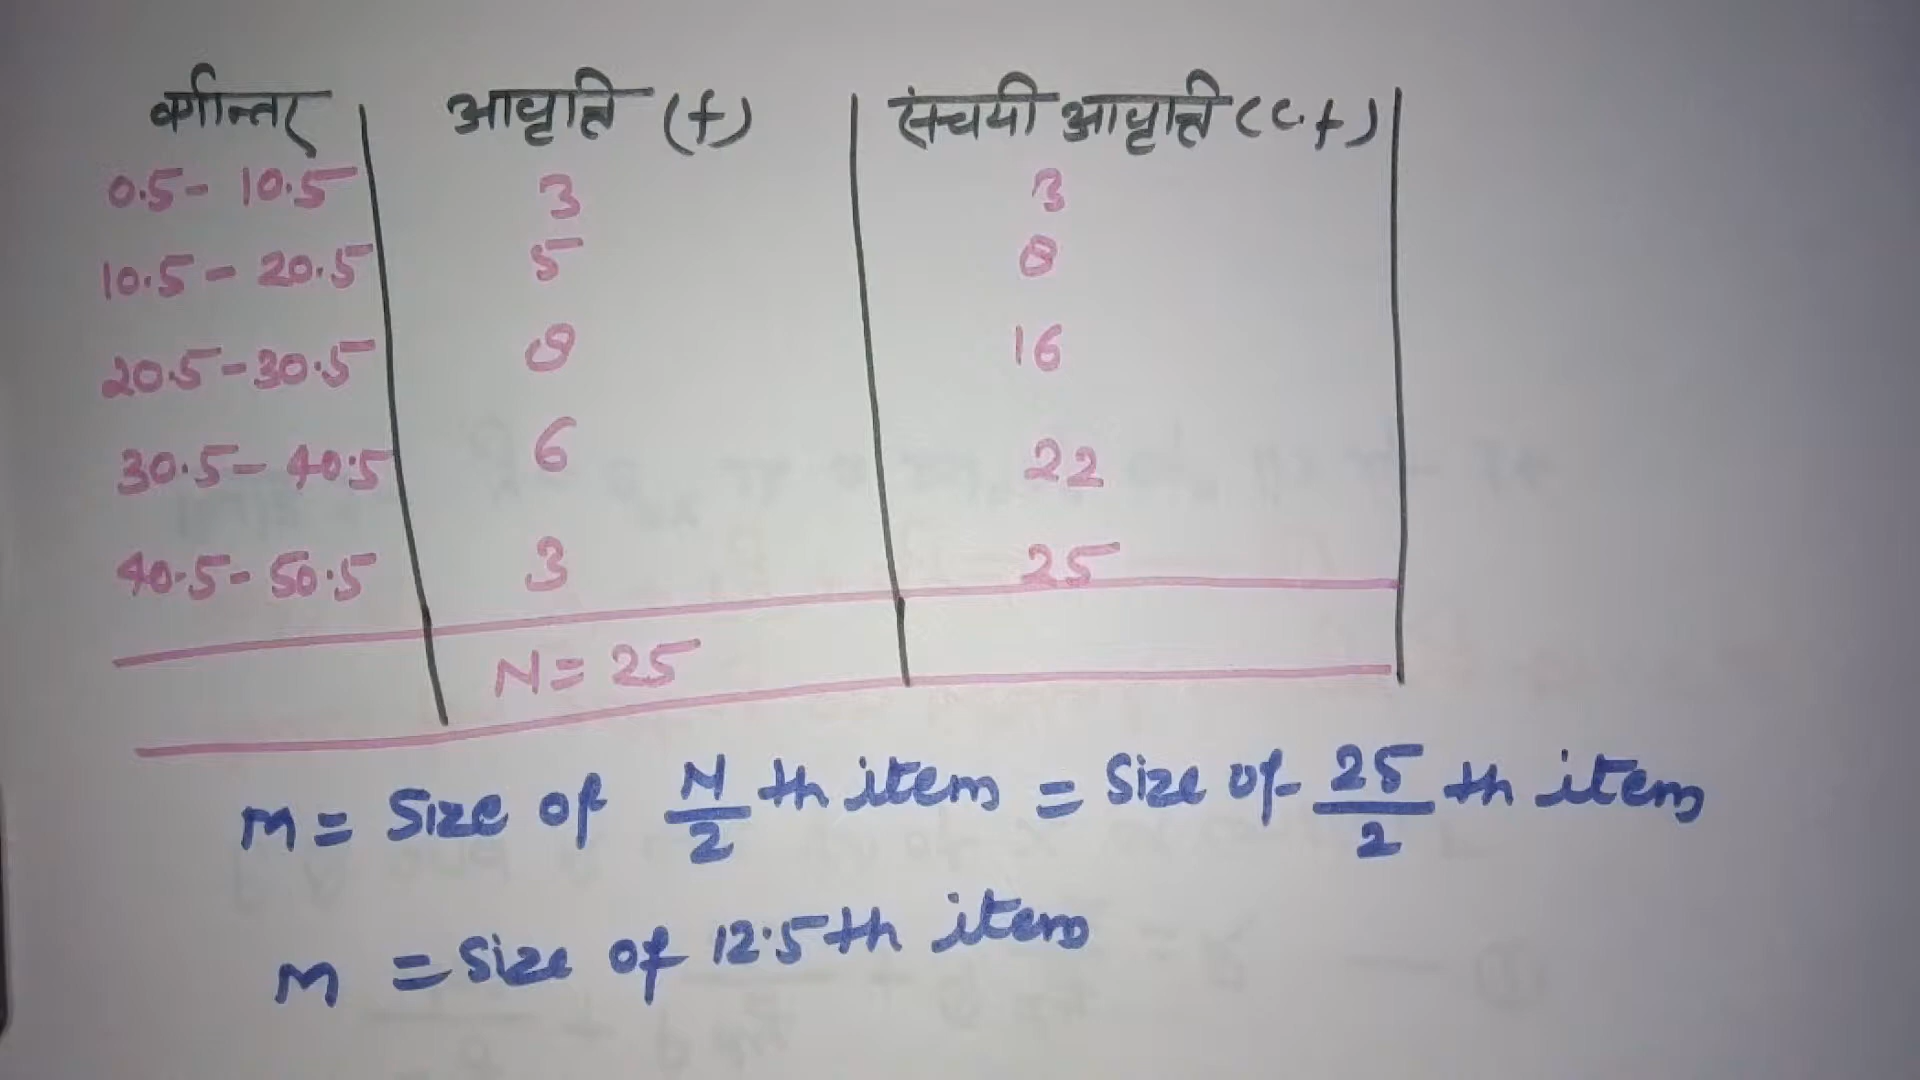 वर्गान्तर आवृत्ति (f) संचयी आवृत्ति (c.f)
0.5- 10.5 3 3
10.5 - 20.5 5 8
20.5-30.5 8 16
30.5- 40.5 6 22
40.5- 50.5 3 25
N= 25
m= Size of N/2 th item = Size of 25/2 th item
m = Size of 12.5th item